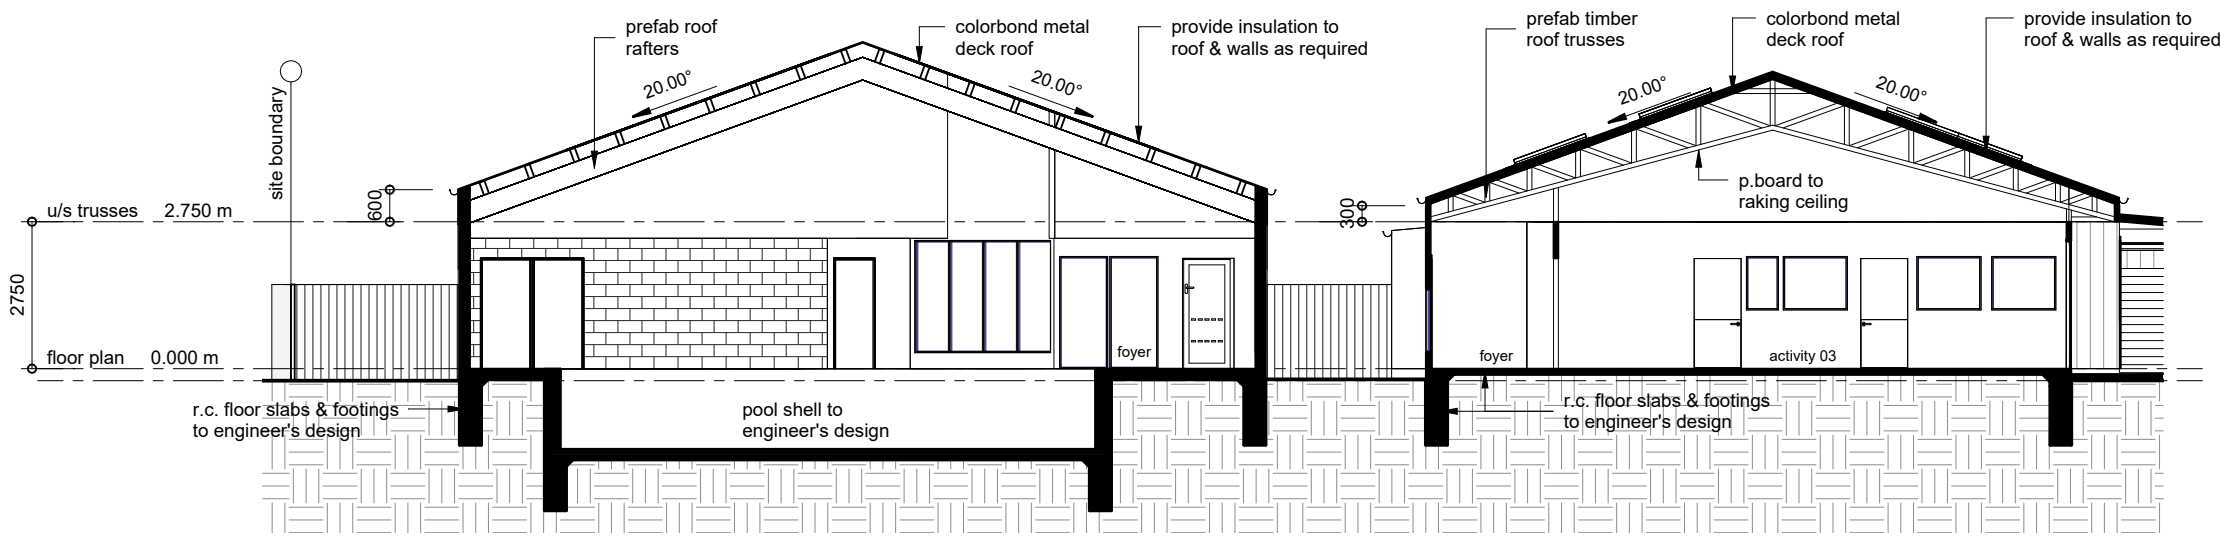 prefab roof
rafters
colorbond metal
deck roof
provide insulation to
roof & walls as required
prefab timber
roof trusses
colorbond metal
deck roof
provide insulation to
roof & walls as required
20.00°
20.00°
20.00°
20.00°
site boundary
p.board to
raking ceiling
600
300
u/s trusses 2.750 m
2750
floor plan 0.000 m
foyer
foyer
activity 03
r.c. floor slabs & footings
to engineer's design
pool shell to
engineer's design
r.c. floor slabs & footings
to engineer's design